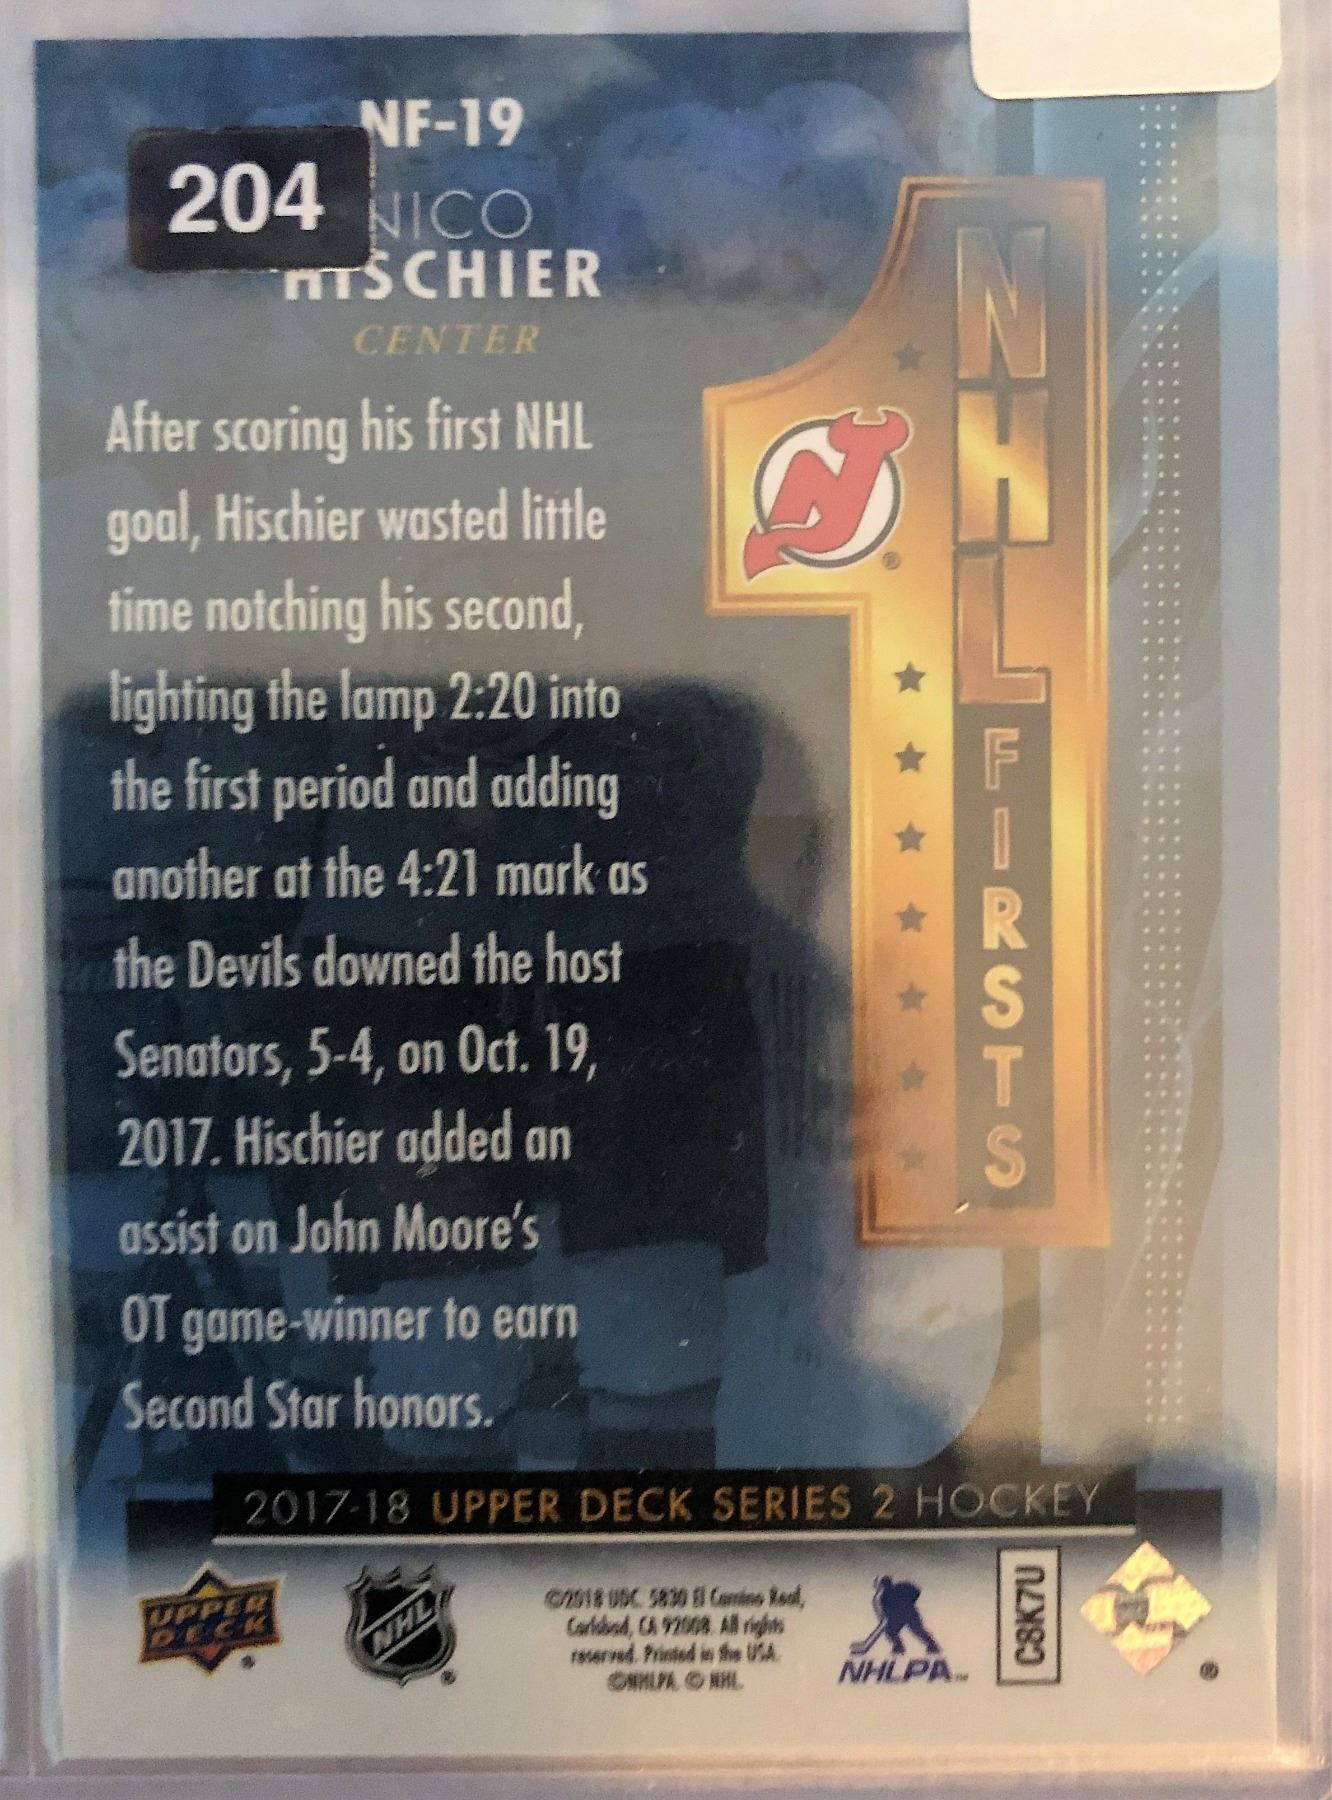 NF-19
204
NICO
HISCHIER
CENTER
After scoring his first NHL
goal, Hischier wasted little
time notching his second,
lighting the lamp 2:20 into
the first period and adding
another at the 4:21 mark as
the Devils downed the host
Senators, 5-4, on Oct. 19,
2017. Hischier added an
assist on John Moore's
OT game-winner to earn
Second Star honors.
NHL
FIRSTS
®
2017-18 UPPER DECK SERIES 2 HOCKEY
UPPER
DECK
®
NHL
®
©2018 UDC. 5830 El Camino Real,
Carlsbad, CA 92008. All rights
reserved. Printed in the USA.
©NHLPA. © NHL.
NHLPA™
C8K7U
®